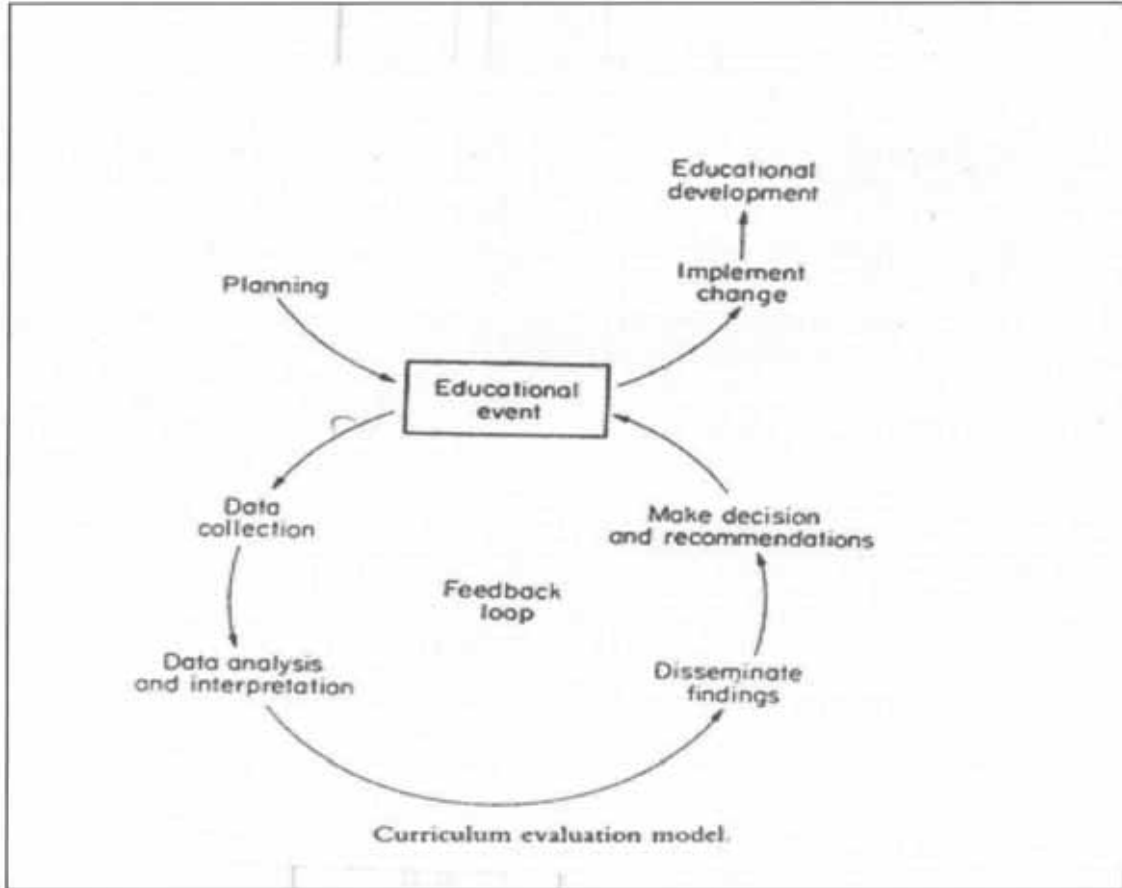 Educational
development
Implement
change
Planning
Educational
event
Data
collection
Make decision
and recommendations
Feedback
loop
Data analysis
and interpretation
Disseminate
findings
Curriculum evaluation model.